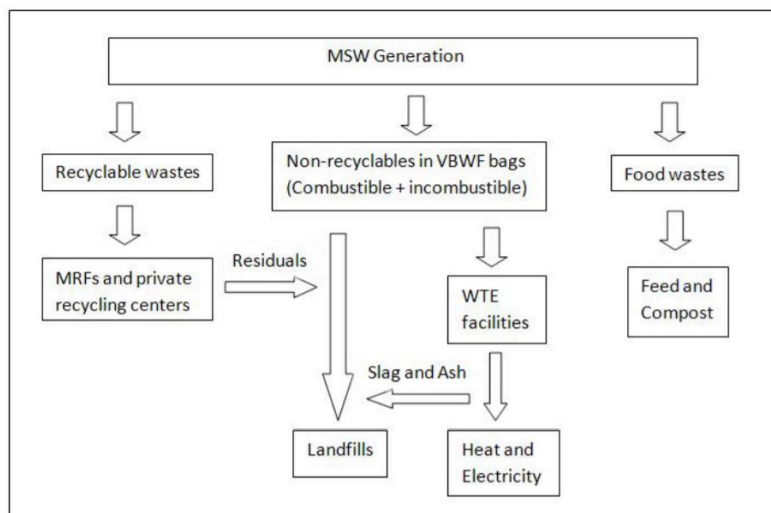 MSW Generation
Recyclable wastes
Non-recyclables in VBWF bags
(Combustible + incombustible)
Food wastes
MRFs and private
recycling centers
Residuals
WTE
facilities
Feed and
Compost
Slag and Ash
Landfills
Heat and
Electricity